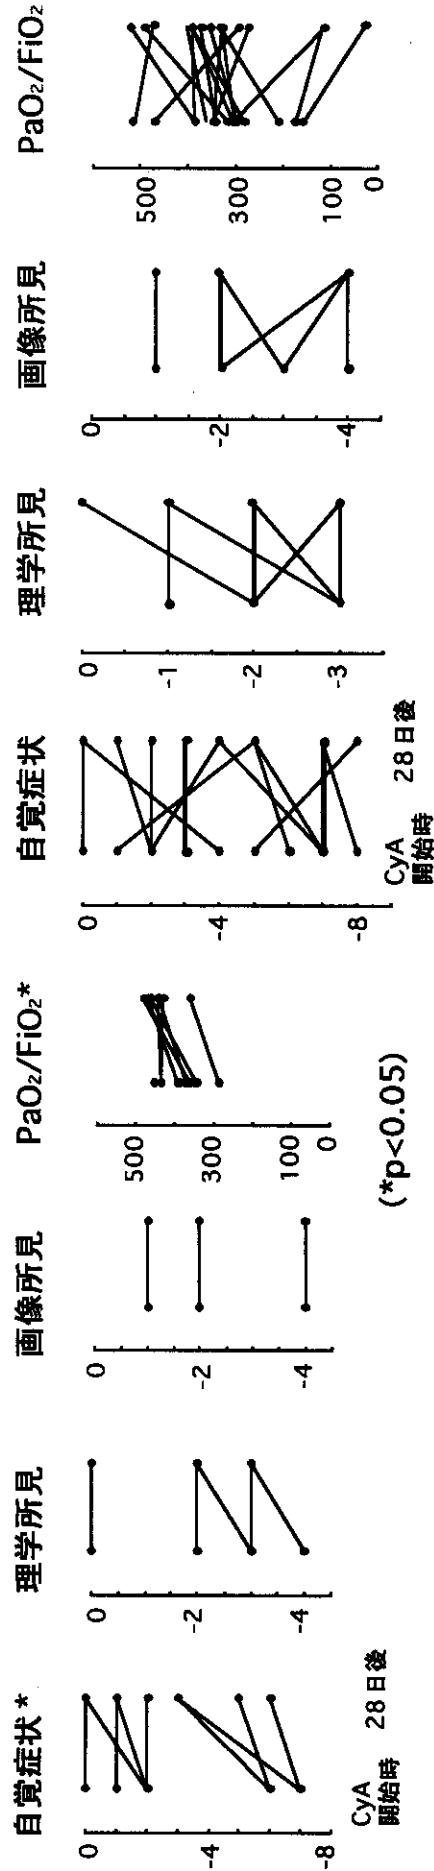 自覚症状*
0
-4
-8
CyA
開始時
28日後
理学所見
0
-2
-4
画像所見
0
-2
-4
PaO₂/FiO₂*
500
300
100
0
(*p<0.05)
自覚症状
0
-4
-8
CyA
開始時
28日後
理学所見
0
-1
-2
-3
画像所見
0
-2
-4
PaO₂/FiO₂
500
300
100
0